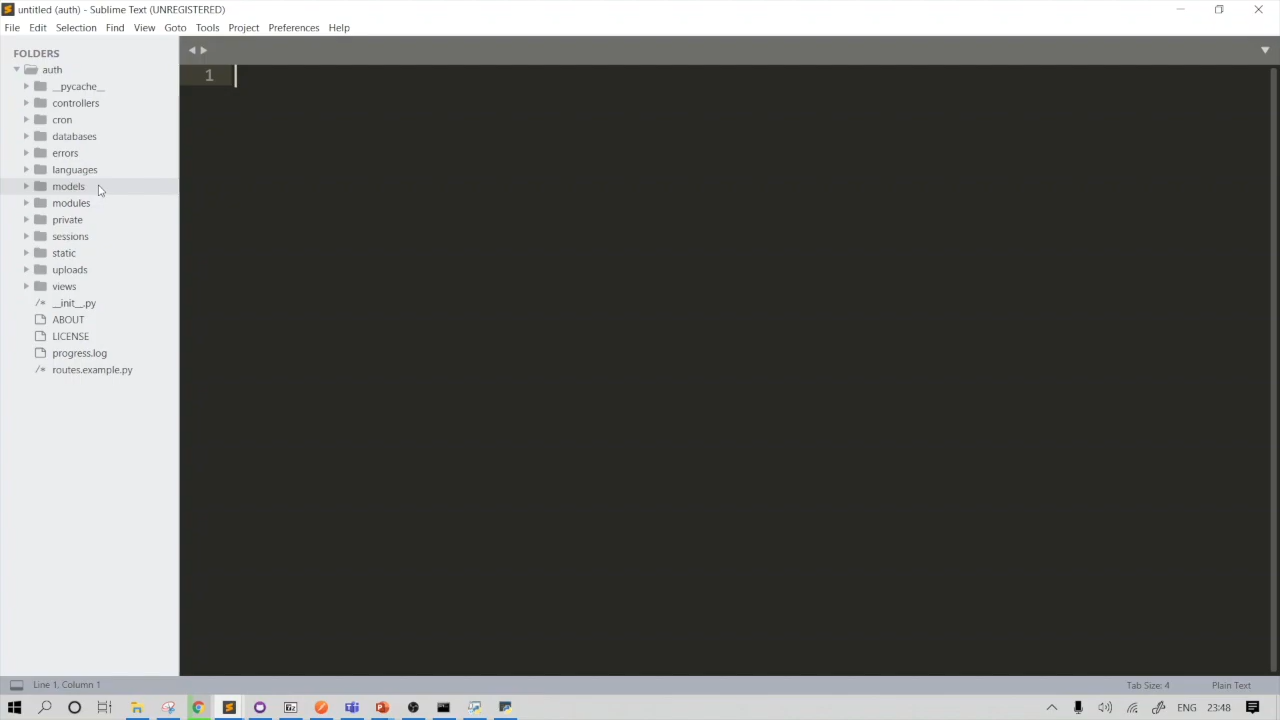 untitled (auth) - Sublime Text (UNREGISTERED)
File Edit Selection Find View Goto Tools Project Preferences Help
FOLDERS
auth
__pycache__
controllers
cron
databases
errors
languages
models
modules
private
sessions
static
uploads
views
/* __init__.py
ABOUT
LICENSE
progress.log
/* routes.example.py
1
Line 1, Column 1
Tab Size: 4
Plain Text
ENG
23:48